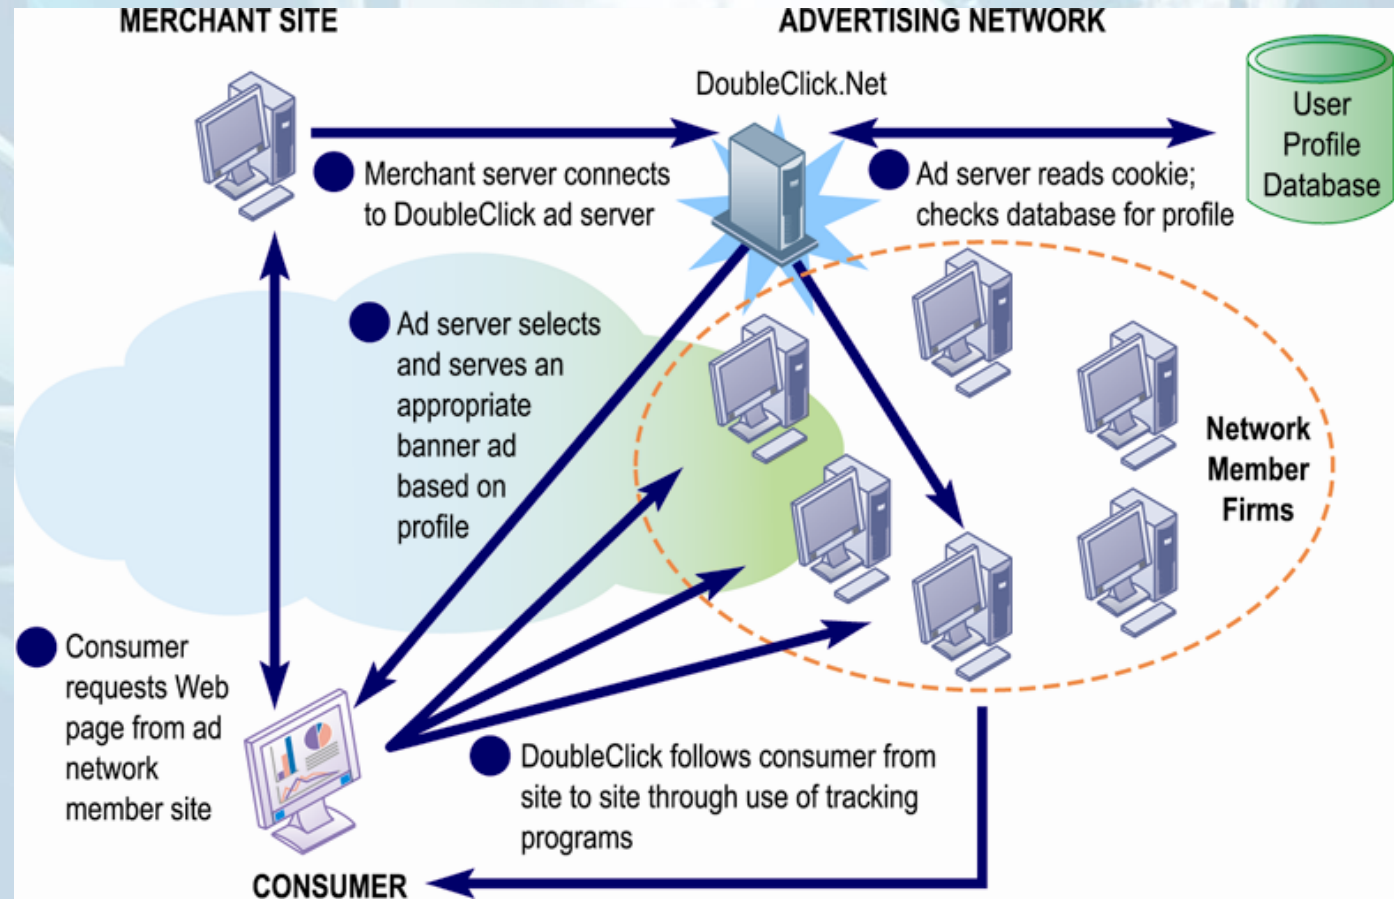 MERCHANT SITE
ADVERTISING NETWORK
DoubleClick.Net
User
Profile
Database
Merchant server connects
to DoubleClick ad server
Ad server reads cookie;
checks database for profile
Ad server selects
and serves an
appropriate
banner ad
based on
profile
Network
Member
Firms
Consumer
requests Web
page from ad
network
member site
DoubleClick follows consumer from
site to site through use of tracking
programs
CONSUMER